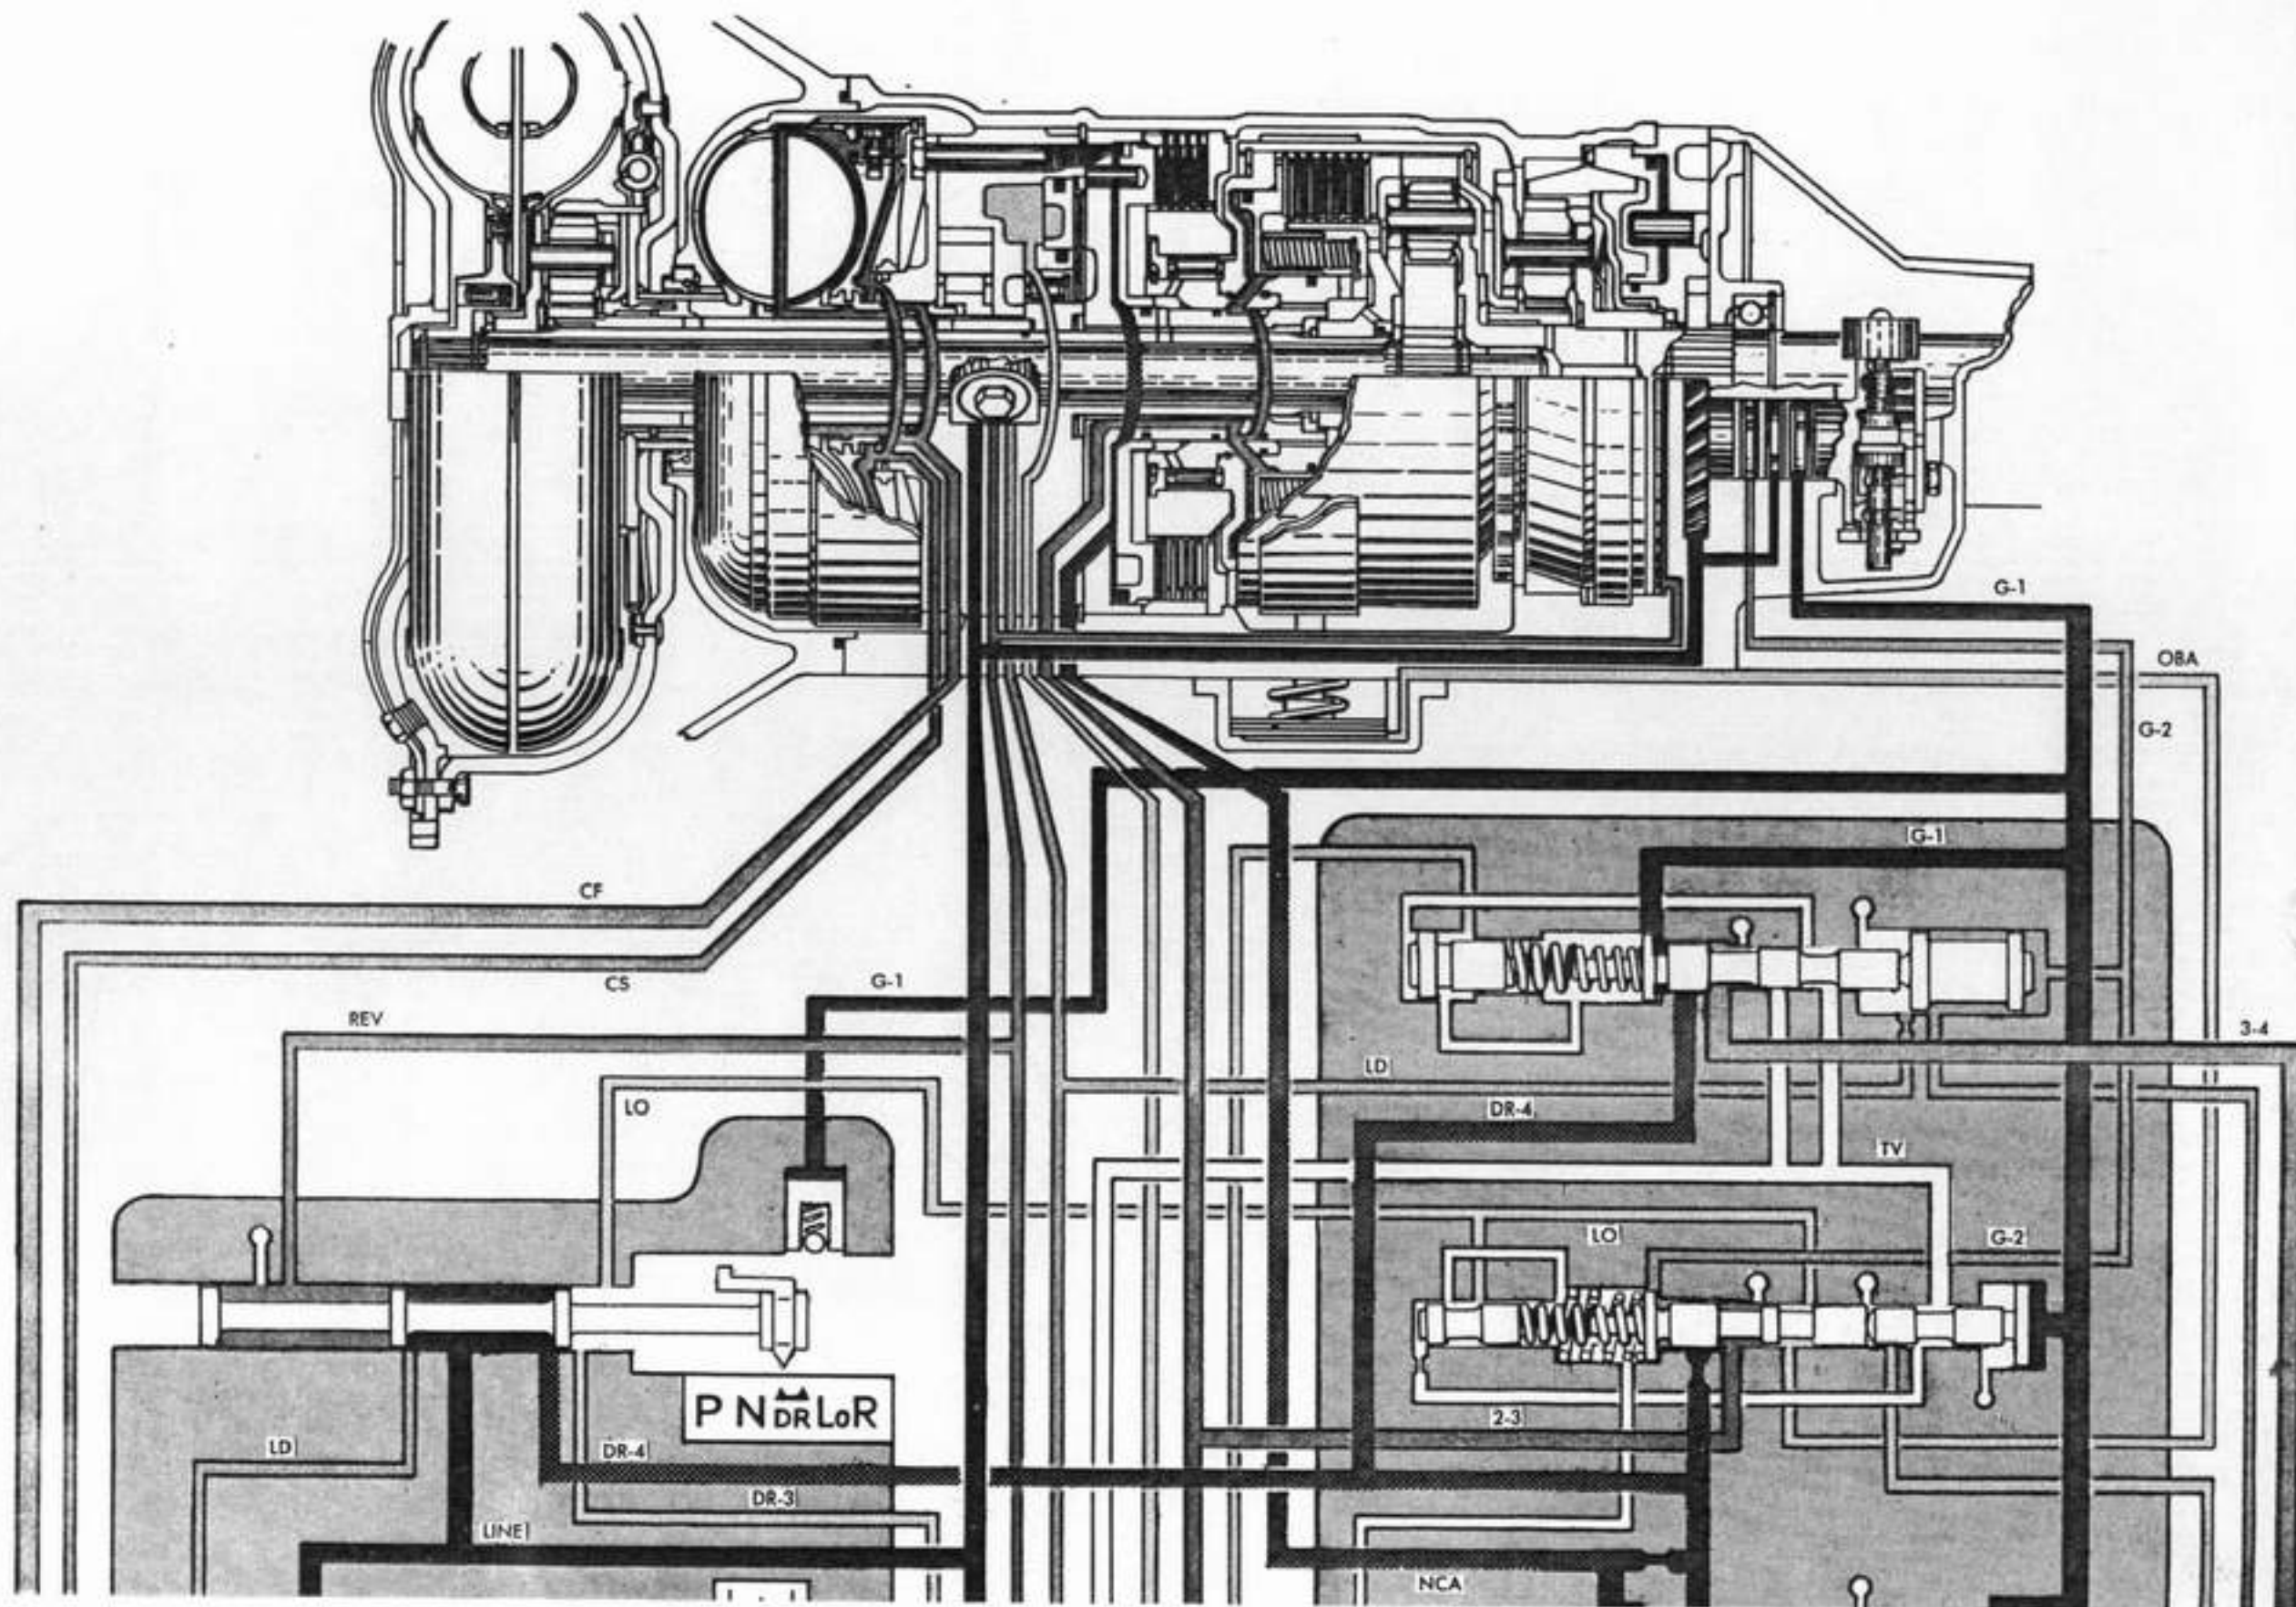 G-1
OBA
G-2
G-1
CF
CS
G-1
REV
3-4
LD
LO
DR-4
TV
LO
G-2
P N DR Lo R
2-3
LD
DR-4
DR-3
LINE
NCA